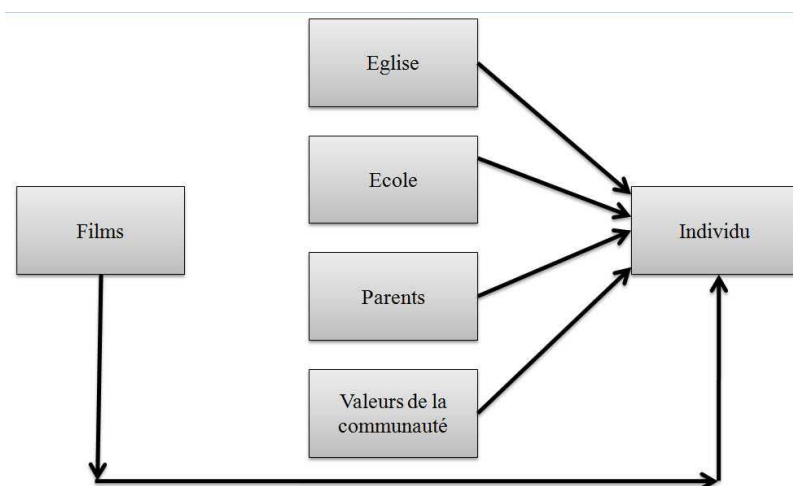 Eglise
Ecole
Films
Individu
Parents
Valeurs de la
communauté